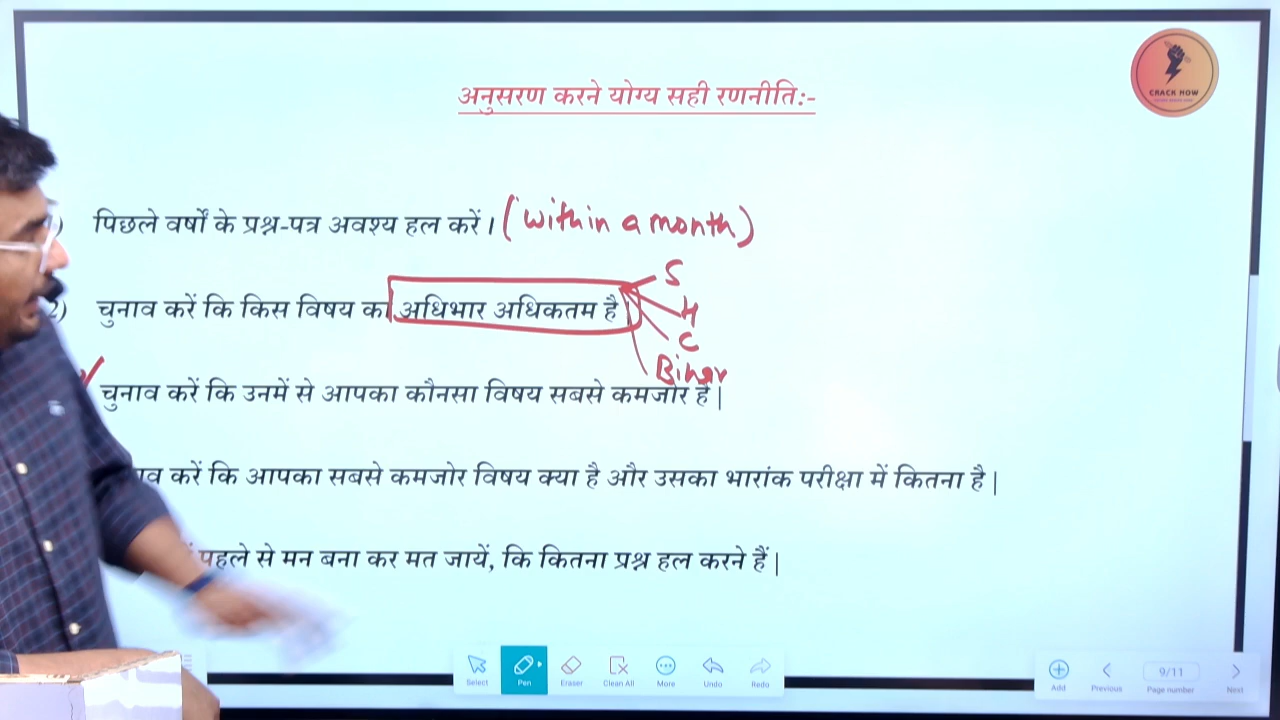 अनुसरण करने योग्य सही रणनीति:-
CRACK HOW
पिछले वर्षों के प्रश्न-पत्र अवश्य हल करें। (within a month)
S
2) चुनाव करें कि किस विषय का अधिभार अधिकतम है|
H
C
Bihar
चुनाव करें कि उनमें से आपका कौनसा विषय सबसे कमजोर है|
करें कि आपका सबसे कमजोर विषय क्या है और उसका भारांक परीक्षा में कितना है|
पहले से मन बना कर मत जायें, कि कितना प्रश्न हल करने हैं|
Select Pen Eraser Clean All More Undo Redo
Add Previous 9/11 Page number Next